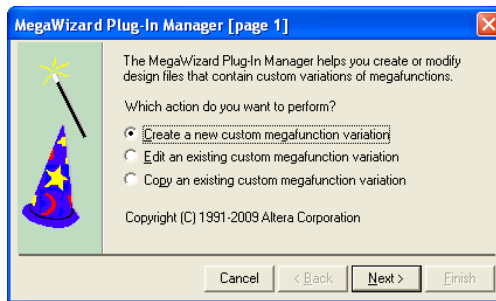 MegaWizard Plug-In Manager [page 1]
The MegaWizard Plug-In Manager helps you create or modify
design files that contain custom variations of megafunctions.
Which action do you want to perform?
Create a new custom megafunction variation
Edit an existing custom megafunction variation
Copy an existing custom megafunction variation
Copyright (C) 1991-2009 Altera Corporation
Cancel < Back Next > Finish